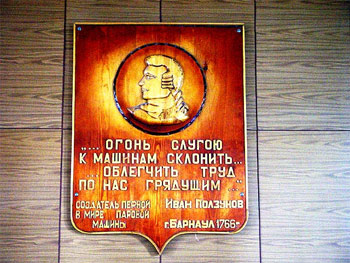 „... ОГОНЬ СЛУГОЮ
К МАШИНАМ СКЛОНИТЬ...
... ОБЛЕГЧИТЬ ТРУД
ПО НАС ГРЯДУЩИМ ..."
СОЗДАТЕЛЬ ПЕРВОЙ
В МИРЕ ПАРОВОЙ
МАШИНЫ
ИВАН ПОЛЗУНОВ
г. БАРНАУЛ 1766г